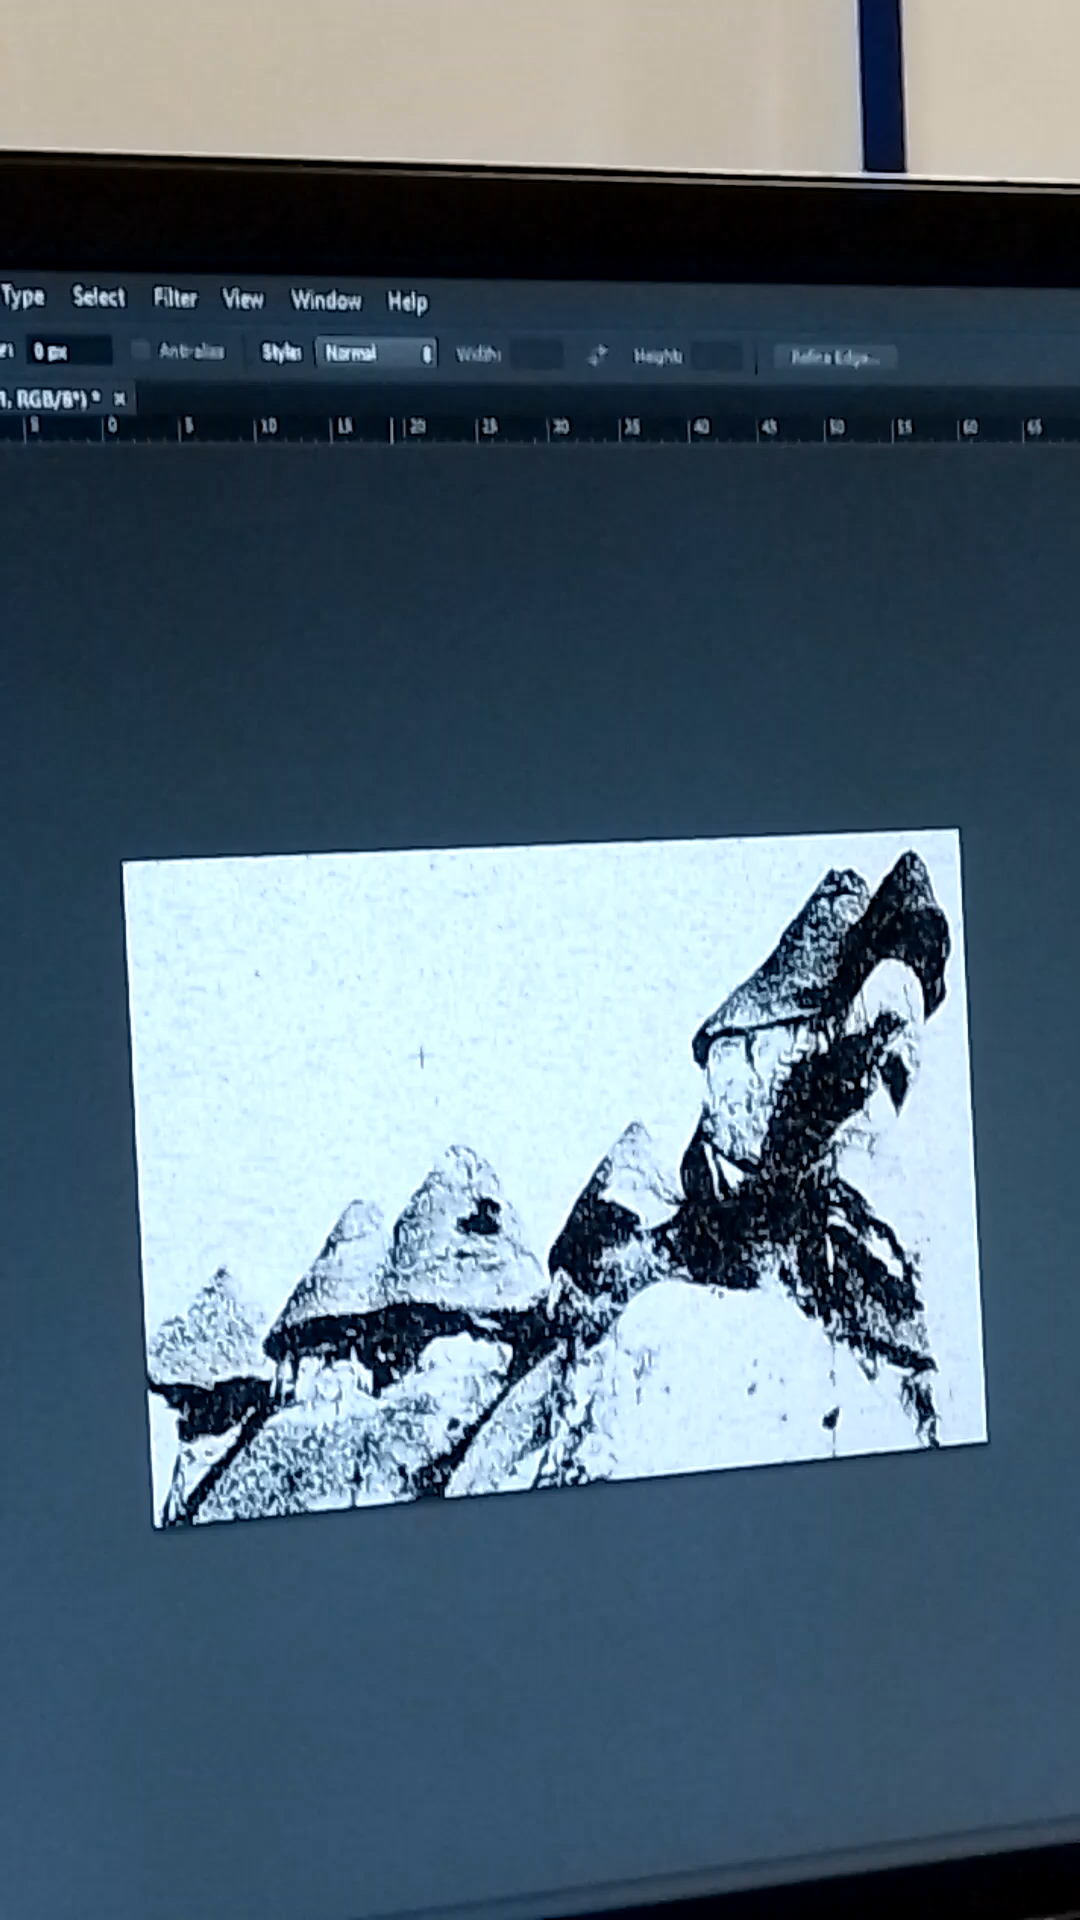 Type Select Filter View Window Help
0 px Anti-alias Style: Normal Width: Height: Refine Edge...
RGB/8*) * x
5 0 5 10 15 20 25 30 35 40 45 50 55 60 65